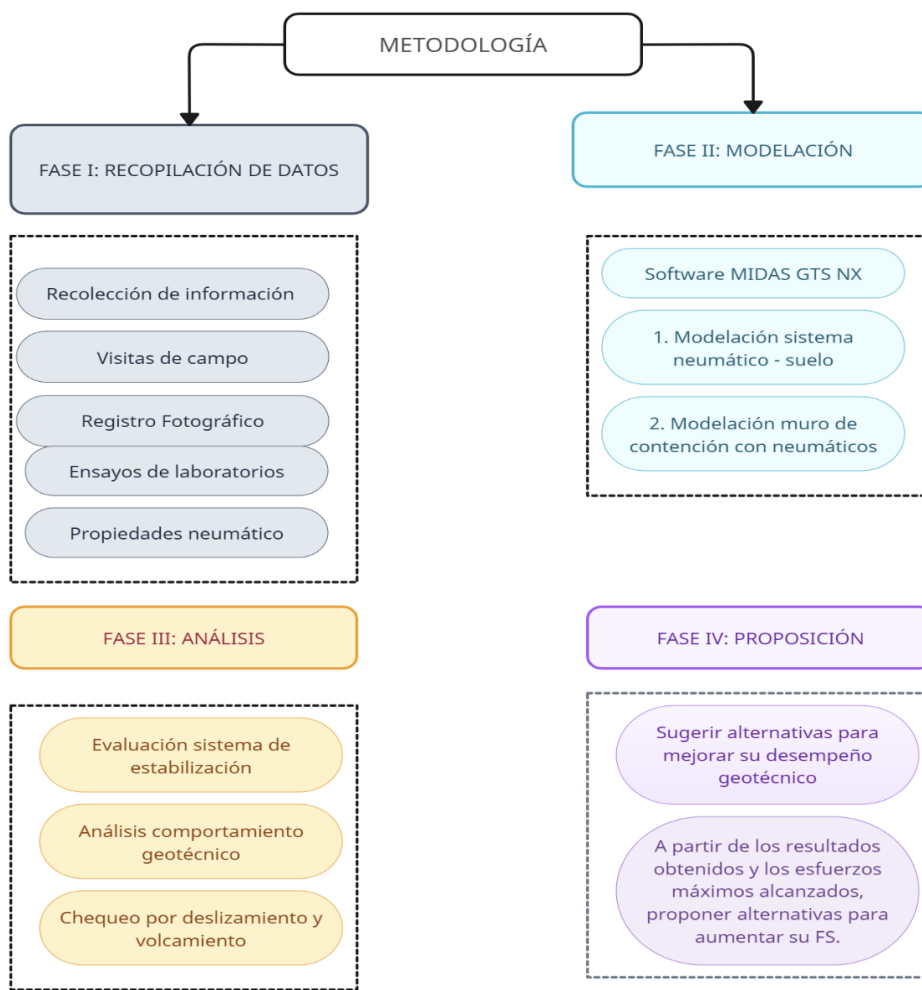 METODOLOGÍA
FASE I: RECOPILACIÓN DE DATOS
Recolección de información
Visitas de campo
Registro Fotográfico
Ensayos de laboratorios
Propiedades neumático
FASE II: MODELACIÓN
Software MIDAS GTS NX
1. Modelación sistema
neumático - suelo
2. Modelación muro de
contención con neumáticos
FASE III: ANÁLISIS
Evaluación sistema de
estabilización
Análisis comportamiento
geotécnico
Chequeo por deslizamiento y
volcamiento
FASE IV: PROPOSICIÓN
Sugerir alternativas para
mejorar su desempeño
geotécnico
A partir de los resultados
obtenidos y los esfuerzos
máximos alcanzados,
proponer alternativas para
aumentar su FS.